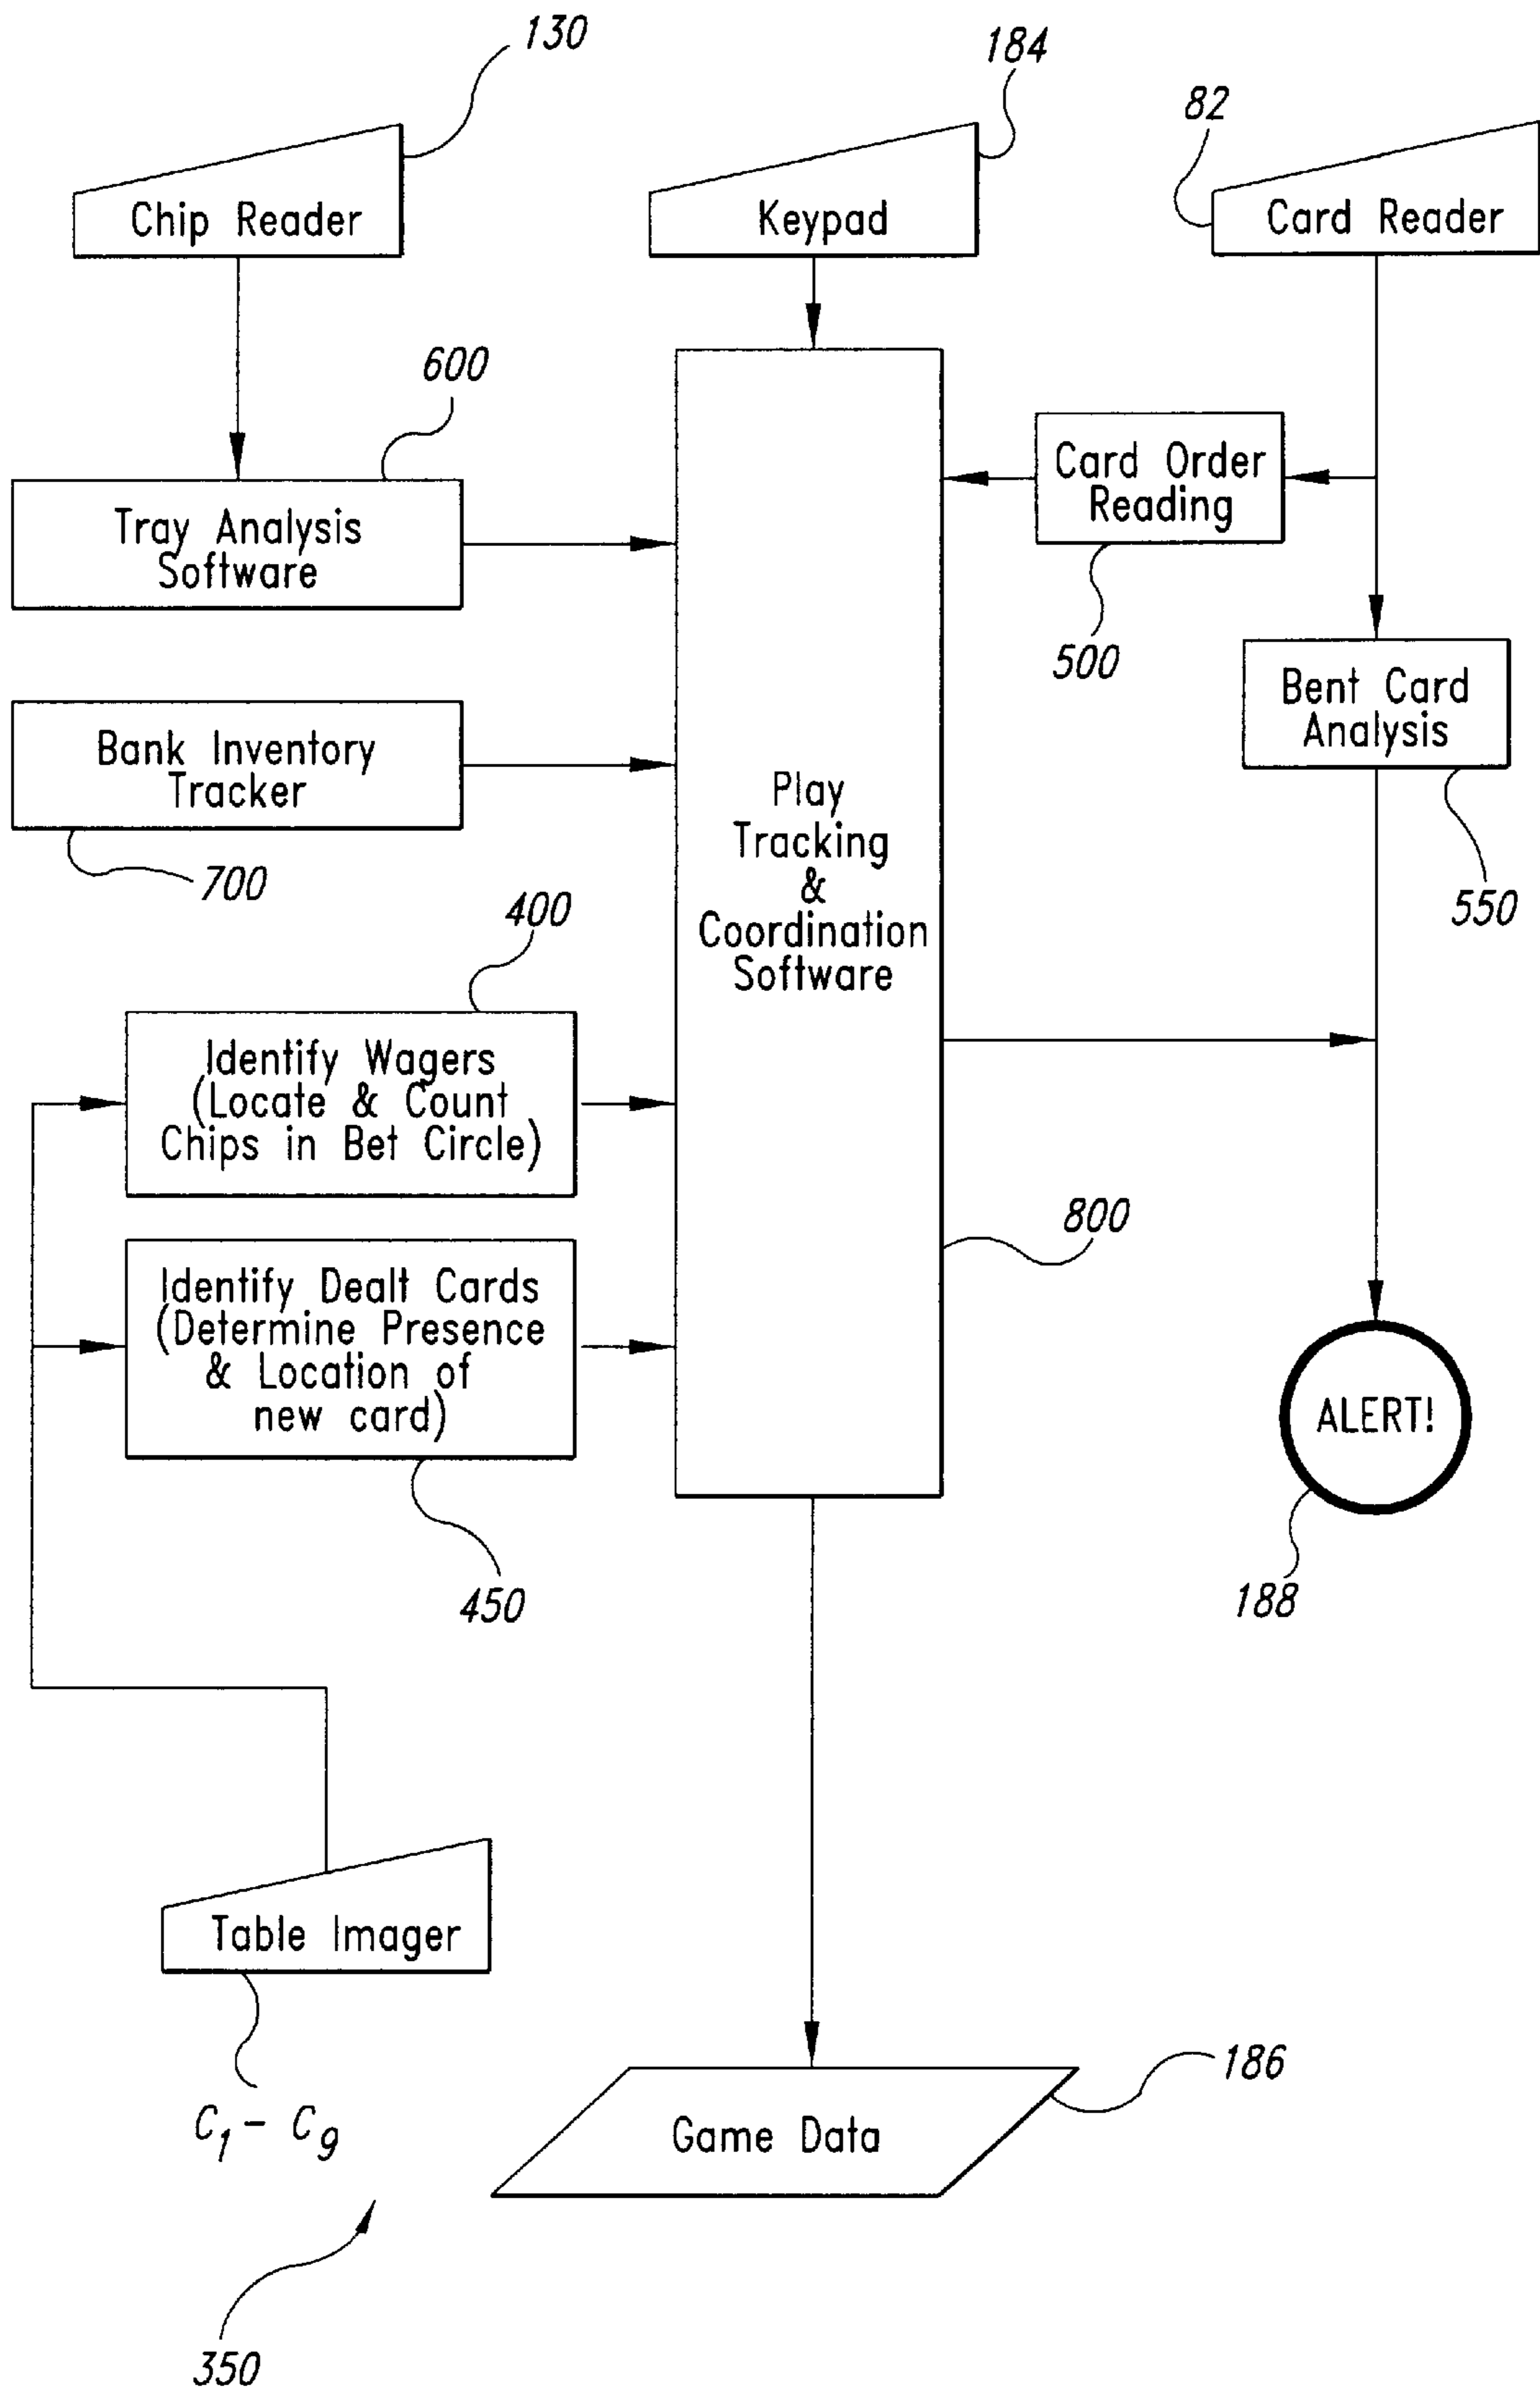 130
184
82
Chip Reader
Keypad
Card Reader
600
Card Order
Reading
Tray Analysis
Software
500
Bent Card
Analysis
Bank Inventory
Tracker
700
550
Play
Tracking
&
Coordination
Software
400
Identify Wagers
(Locate & Count
Chips in Bet Circle)
800
Identify Dealt Cards
(Determine Presence
& Location of
new card)
450
ALERT!
188
Table Imager
C1 - C9
186
Game Data
350